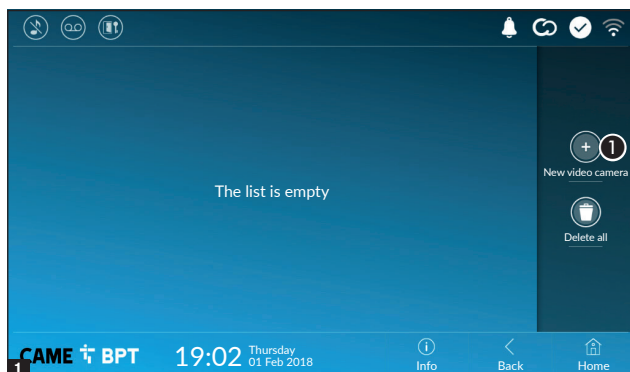 1
New video camera
The list is empty
Delete all
1
CAME BPT
19:02
Thursday
01 Feb 2018
Info
Back
Home